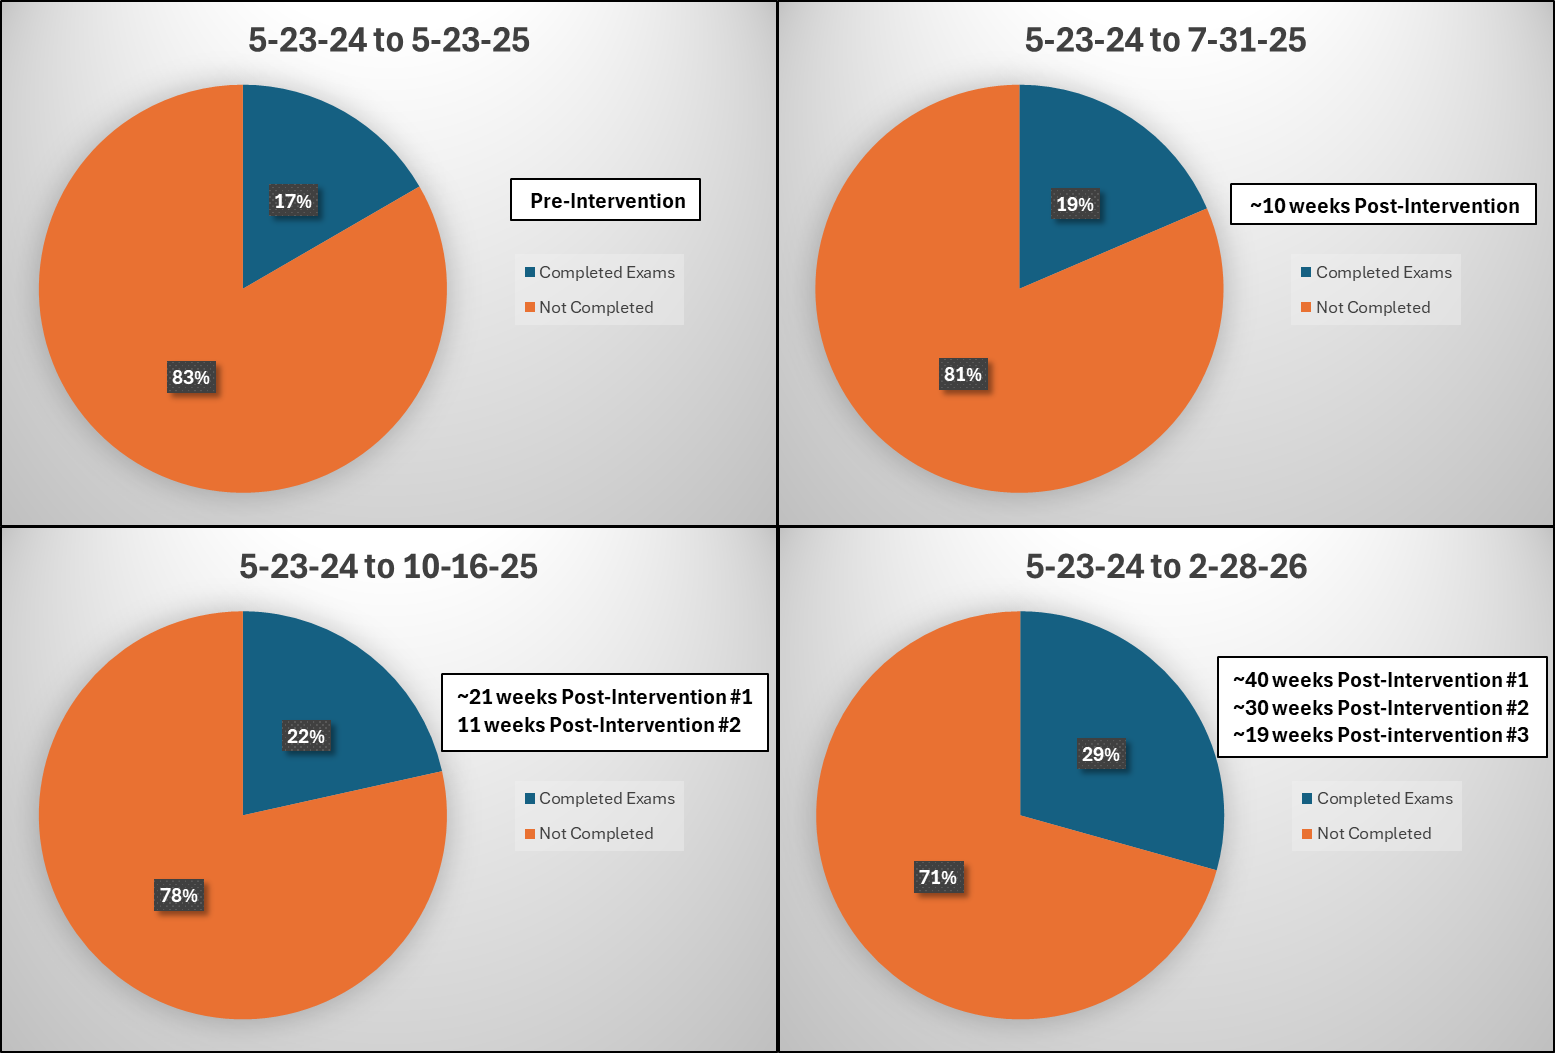 5-23-24 to 5-23-25
17%
83%
Pre-Intervention
Completed Exams
Not Completed
5-23-24 to 7-31-25
19%
81%
~10 weeks Post-Intervention
Completed Exams
Not Completed
5-23-24 to 10-16-25
22%
78%
~21 weeks Post-Intervention #1
11 weeks Post-Intervention #2
Completed Exams
Not Completed
5-23-24 to 2-28-26
29%
71%
~40 weeks Post-Intervention #1
~30 weeks Post-Intervention #2
~19 weeks Post-intervention #3
Completed Exams
Not Completed